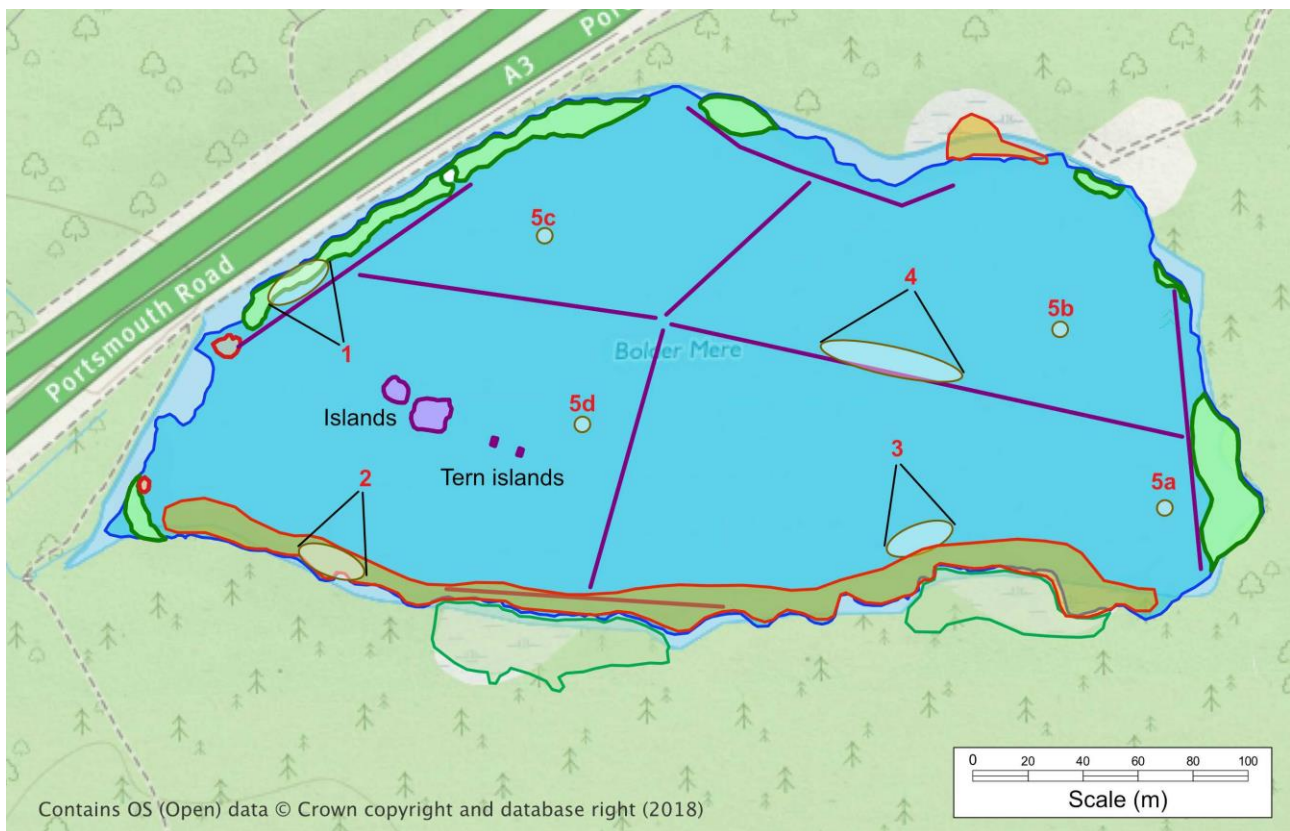 A3
Por
Portsmouth Road
5c
4
5b
1
Bolder Mere
5d
Islands
Tern islands
2
3
5a
0 20 40 60 80 100
Scale (m)
Contains OS (Open) data © Crown copyright and database right (2018)